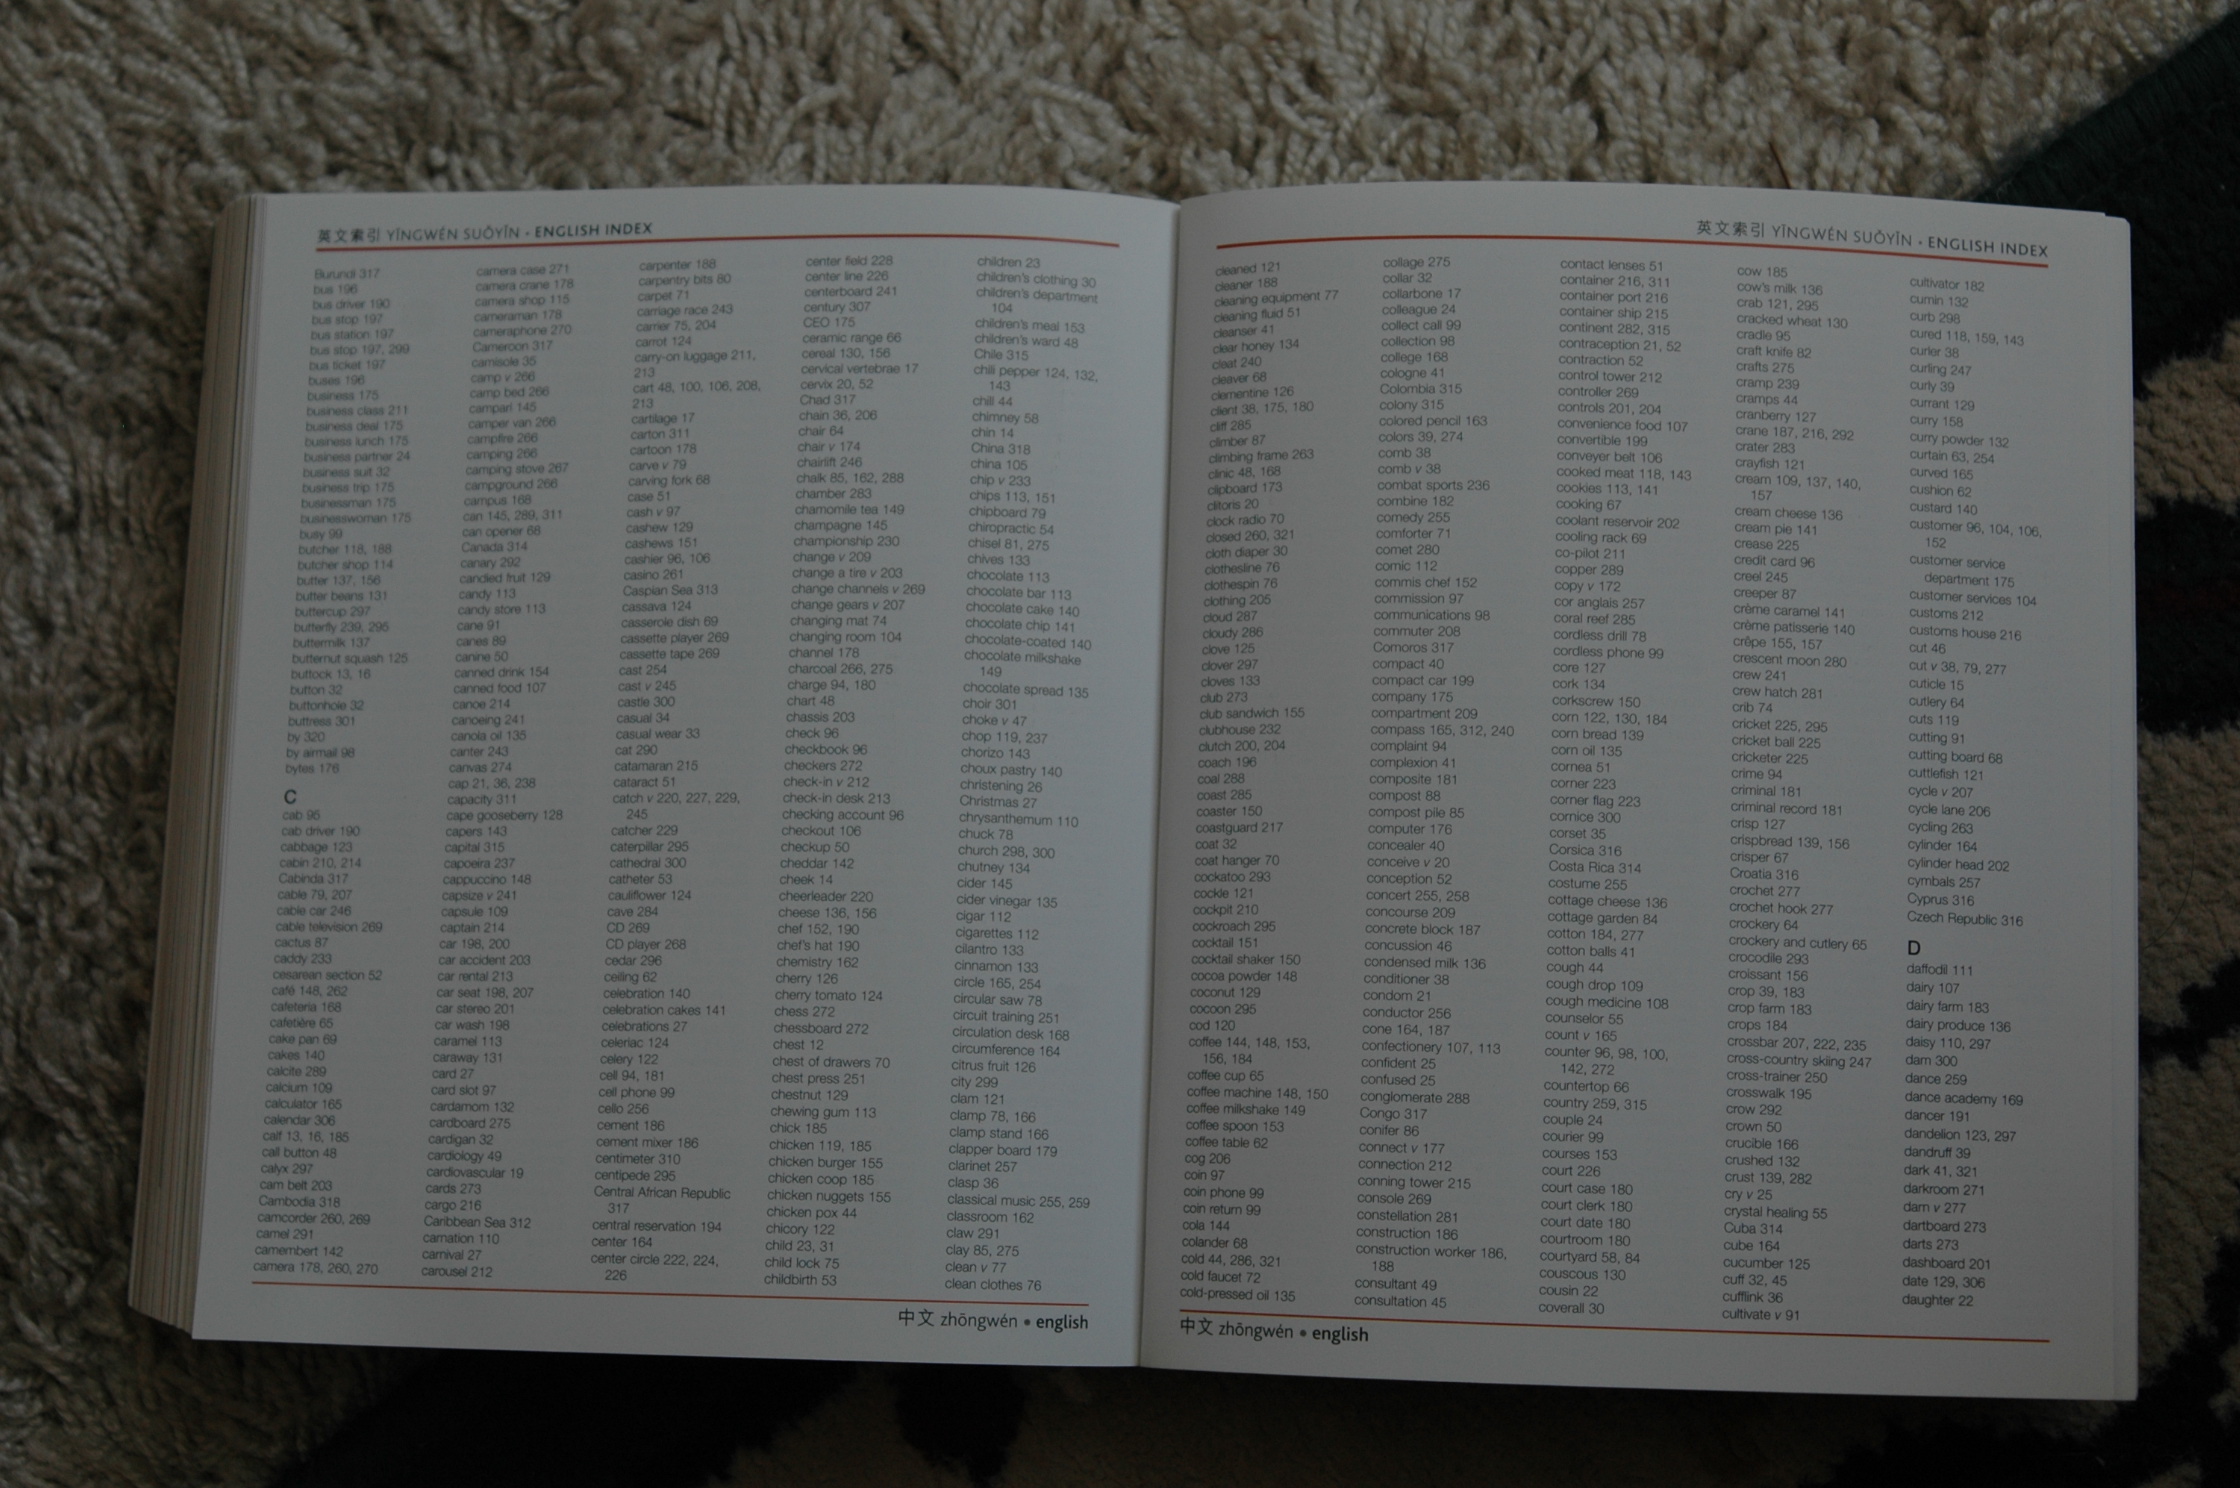 英文索引 YĪNGWÉN SUǑYǏN • ENGLISH INDEX
Burundi 317
bus 196
bus driver 190
bus stop 197
bus station 197
bus stop 197, 299
bus ticket 197
buses 196
business 175
business class 211
business deal 175
business lunch 175
business partner 24
business suit 32
business trip 175
businessman 175
businesswoman 175
busy 99
butcher 118, 188
butcher shop 114
butter 137, 156
butter beans 131
buttercup 297
butterfly 239, 295
buttermilk 137
butternut squash 125
buttock 13, 16
button 32
buttonhole 32
buttress 301
by 320
by airmail 98
bytes 176
C
cab 95
cab driver 190
cabbage 123
cabin 210, 214
Cabinda 317
cable 79, 207
cable car 246
cable television 269
cactus 87
caddy 233
cesarean section 52
café 148, 262
cafeteria 168
cafetière 65
cake pan 69
cakes 140
calcite 289
calcium 109
calculator 165
calendar 306
calf 13, 16, 185
call button 48
calyx 297
cam belt 203
Cambodia 318
camcorder 260, 269
camel 291
camembert 142
camera 178, 260, 270
camera case 271
camera crane 178
camera shop 115
cameraman 178
cameraphone 270
Cameroon 317
camisole 35
camp v 266
camp bed 266
campari 145
camper van 266
campfire 266
camping 266
camping stove 267
campground 266
campus 168
can 145, 289, 311
can opener 68
Canada 314
canary 292
candied fruit 129
candy 113
candy store 113
cane 91
canes 89
canine 50
canned drink 154
canned food 107
canoe 214
canoeing 241
canola oil 135
canter 243
canvas 274
cap 21, 36, 238
capacity 311
cape gooseberry 128
capers 143
capital 315
capoeira 237
cappuccino 148
capsize v 241
capsule 109
captain 214
car 198, 200
car accident 203
car rental 213
car seat 198, 207
car stereo 201
car wash 198
caramel 113
caraway 131
card 27
card slot 97
cardamom 132
cardboard 275
cardigan 32
cardiology 49
cardiovascular 19
cards 273
cargo 216
Caribbean Sea 312
carnation 110
carnival 27
carousel 212
carpenter 188
carpentry bits 80
carpet 71
carriage race 243
carrier 75, 204
carrot 124
carry-on luggage 211,
213
cart 48, 100, 106, 208,
213
cartilage 17
carton 311
cartoon 178
carve v 79
carving fork 68
case 51
cash v 97
cashew 129
cashews 151
cashier 96, 106
casino 261
Caspian Sea 313
cassava 124
casserole dish 69
cassette player 269
cassette tape 269
cast 254
cast v 245
castle 300
casual 34
casual wear 33
cat 290
catamaran 215
cataract 51
catch v 220, 227, 229,
245
catcher 229
caterpillar 295
cathedral 300
catheter 53
cauliflower 124
cave 284
CD 269
CD player 268
cedar 296
ceiling 62
celebration 140
celebration cakes 141
celebrations 27
celeriac 124
celery 122
cell 94, 181
cell phone 99
cello 256
cement 186
cement mixer 186
centimeter 310
centipede 295
Central African Republic
317
central reservation 194
center 164
center circle 222, 224,
226
center field 228
center line 226
centerboard 241
century 307
CEO 175
ceramic range 66
cereal 130, 156
cervical vertebrae 17
cervix 20, 52
Chad 317
chain 36, 206
chair 64
chair v 174
chairlift 246
chalk 85, 162, 288
chamber 283
chamomile tea 149
champagne 145
championship 230
change v 209
change a tire v 203
change channels v 269
change gears v 207
changing mat 74
changing room 104
channel 178
charcoal 266, 275
charge 94, 180
chart 48
chassis 203
check 96
checkbook 96
checkers 272
check-in v 212
check-in desk 213
checking account 96
checkout 106
checkup 50
cheddar 142
cheek 14
cheerleader 220
cheese 136, 156
chef 152, 190
chef's hat 190
chemistry 162
cherry 126
cherry tomato 124
chess 272
chessboard 272
chest 12
chest of drawers 70
chest press 251
chestnut 129
chewing gum 113
chick 185
chicken 119, 185
chicken burger 155
chicken coop 185
chicken nuggets 155
chicken pox 44
chicory 122
child 23, 31
child lock 75
childbirth 53
children 23
children's clothing 30
children's department
104
children's meal 153
children's ward 48
Chile 315
chili pepper 124, 132,
143
chill 44
chimney 58
chin 14
China 318
china 105
chip v 233
chips 113, 151
chipboard 79
chiropractic 54
chisel 81, 275
chives 133
chocolate 113
chocolate bar 113
chocolate cake 140
chocolate chip 141
chocolate-coated 140
chocolate milkshake
149
chocolate spread 135
choir 301
choke v 47
chop 119, 237
chorizo 143
choux pastry 140
christening 26
Christmas 27
chrysanthemum 110
chuck 78
church 298, 300
chutney 134
cider 145
cider vinegar 135
cigar 112
cigarettes 112
cilantro 133
cinnamon 133
circle 165, 254
circular saw 78
circuit training 251
circulation desk 168
circumference 164
citrus fruit 126
city 299
clam 121
clamp 78, 166
clamp stand 166
clapper board 179
clarinet 257
clasp 36
classical music 255, 259
classroom 162
claw 291
clay 85, 275
clean v 77
clean clothes 76
中文 zhōngwén • english
英文索引 YĪNGWÉN SUǑYǏN • ENGLISH INDEX
cleaned 121
cleaner 188
cleaning equipment 77
cleaning fluid 51
cleanser 41
clear honey 134
cleat 240
cleaver 68
clementine 126
client 38, 175, 180
cliff 285
climber 87
climbing frame 263
clinic 48, 168
clipboard 173
clitoris 20
clock radio 70
closed 260, 321
cloth diaper 30
clothesline 76
clothespin 76
clothing 205
cloud 287
cloudy 286
clove 125
clover 297
cloves 133
club 273
club sandwich 155
clubhouse 232
clutch 200, 204
coach 196
coal 288
coast 285
coaster 150
coastguard 217
coat 32
coat hanger 70
cockatoo 293
cockle 121
cockpit 210
cockroach 295
cocktail 151
cocktail shaker 150
cocoa powder 148
coconut 129
cocoon 295
cod 120
coffee 144, 148, 153,
156, 184
coffee cup 65
coffee machine 148, 150
coffee milkshake 149
coffee spoon 153
coffee table 62
cog 206
coin 97
coin phone 99
coin return 99
cola 144
colander 68
cold 44, 286, 321
cold faucet 72
cold-pressed oil 135
collage 275
collar 32
collarbone 17
colleague 24
collect call 99
collection 98
college 168
cologne 41
Colombia 315
colony 315
colored pencil 163
colors 39, 274
comb 38
comb v 38
combat sports 236
combine 182
comedy 255
comforter 71
comet 280
comic 112
commis chef 152
commission 97
communications 98
commuter 208
Comoros 317
compact 40
compact car 199
company 175
compartment 209
compass 165, 312, 240
complaint 94
complexion 41
composite 181
compost 88
compost pile 85
computer 176
concealer 40
conceive v 20
conception 52
concert 255, 258
concourse 209
concrete block 187
concussion 46
condensed milk 136
conditioner 38
condom 21
conductor 256
cone 164, 187
confectionery 107, 113
confident 25
confused 25
conglomerate 288
Congo 317
conifer 86
connect v 177
connection 212
conning tower 215
console 269
constellation 281
construction 186
construction worker 186,
188
consultant 49
consultation 45
contact lenses 51
container 216, 311
container port 216
container ship 215
continent 282, 315
contraception 21, 52
contraction 52
control tower 212
controller 269
controls 201, 204
convenience food 107
convertible 199
conveyer belt 106
cooked meat 118, 143
cookies 113, 141
cooking 67
coolant reservoir 202
cooling rack 69
co-pilot 211
copper 289
copy v 172
cor anglais 257
coral reef 285
cordless drill 78
cordless phone 99
core 127
cork 134
corkscrew 150
corn 122, 130, 184
corn bread 139
corn oil 135
cornea 51
corner 223
corner flag 223
cornice 300
corset 35
Corsica 316
Costa Rica 314
costume 255
cottage cheese 136
cottage garden 84
cotton 184, 277
cotton balls 41
cough 44
cough drop 109
cough medicine 108
counselor 55
count v 165
counter 96, 98, 100,
142, 272
countertop 66
country 259, 315
couple 24
courier 99
courses 153
court 226
court case 180
court clerk 180
court date 180
courtroom 180
courtyard 58, 84
couscous 130
cousin 22
coverall 30
cow 185
cow's milk 136
crab 121, 295
cracked wheat 130
cradle 95
craft knife 82
crafts 275
cramp 239
cramps 44
cranberry 127
crane 187, 216, 292
crater 283
crayfish 121
cream 109, 137, 140,
157
cream cheese 136
cream pie 141
crease 225
credit card 96
creel 245
creeper 87
crème caramel 141
crème patisserie 140
crêpe 155, 157
crescent moon 280
crew 241
crew hatch 281
crib 74
cricket 225, 295
cricket ball 225
cricketer 225
crime 94
criminal 181
criminal record 181
crisp 127
crispbread 139, 156
crisper 67
Croatia 316
crochet 277
crochet hook 277
crockery 64
crockery and cutlery 65
crocodile 293
croissant 156
crop 39, 183
crop farm 183
crops 184
crossbar 207, 222, 235
cross-country skiing 247
cross-trainer 250
crosswalk 195
crow 292
crown 50
crucible 166
crushed 132
crust 139, 282
cry v 25
crystal healing 55
Cuba 314
cube 164
cucumber 125
cuff 32, 45
cufflink 36
cultivate v 91
cultivator 182
cumin 132
curb 298
cured 118, 159, 143
curler 38
curling 247
curly 39
currant 129
curry 158
curry powder 132
curtain 63, 254
curved 165
cushion 62
custard 140
customer 96, 104, 106,
152
customer service
department 175
customer services 104
customs 212
customs house 216
cut 46
cut v 38, 79, 277
cuticle 15
cutlery 64
cuts 119
cutting 91
cutting board 68
cuttlefish 121
cycle v 207
cycle lane 206
cycling 263
cylinder 164
cylinder head 202
cymbals 257
Cyprus 316
Czech Republic 316
D
daffodil 111
dairy 107
dairy farm 183
dairy produce 136
daisy 110, 297
dam 300
dance 259
dance academy 169
dancer 191
dandelion 123, 297
dandruff 39
dark 41, 321
darkroom 271
darn v 277
dartboard 273
darts 273
dashboard 201
date 129, 306
daughter 22
中文 zhōngwén • english